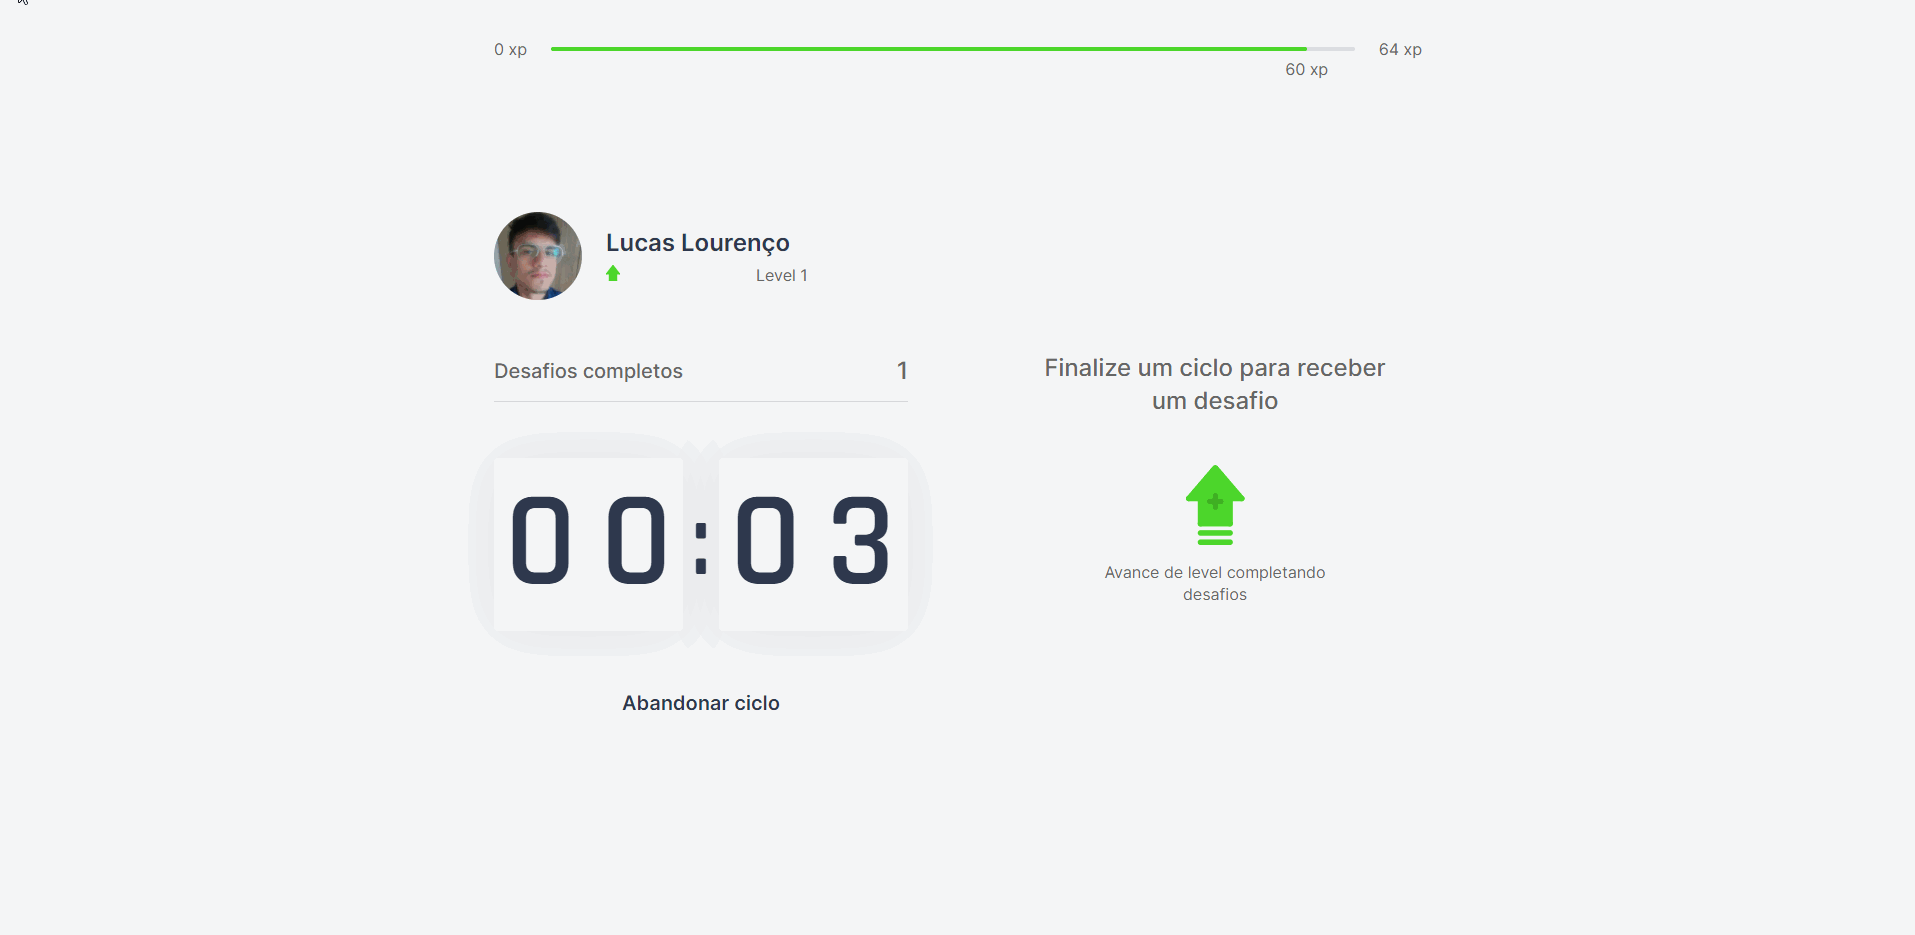 0 xp
64 xp
60 xp
Lucas Lourenço
Level 1
Desafios completos
1
00:03
Abandonar ciclo
Finalize um ciclo para receber
um desafio
Avance de level completando
desafios